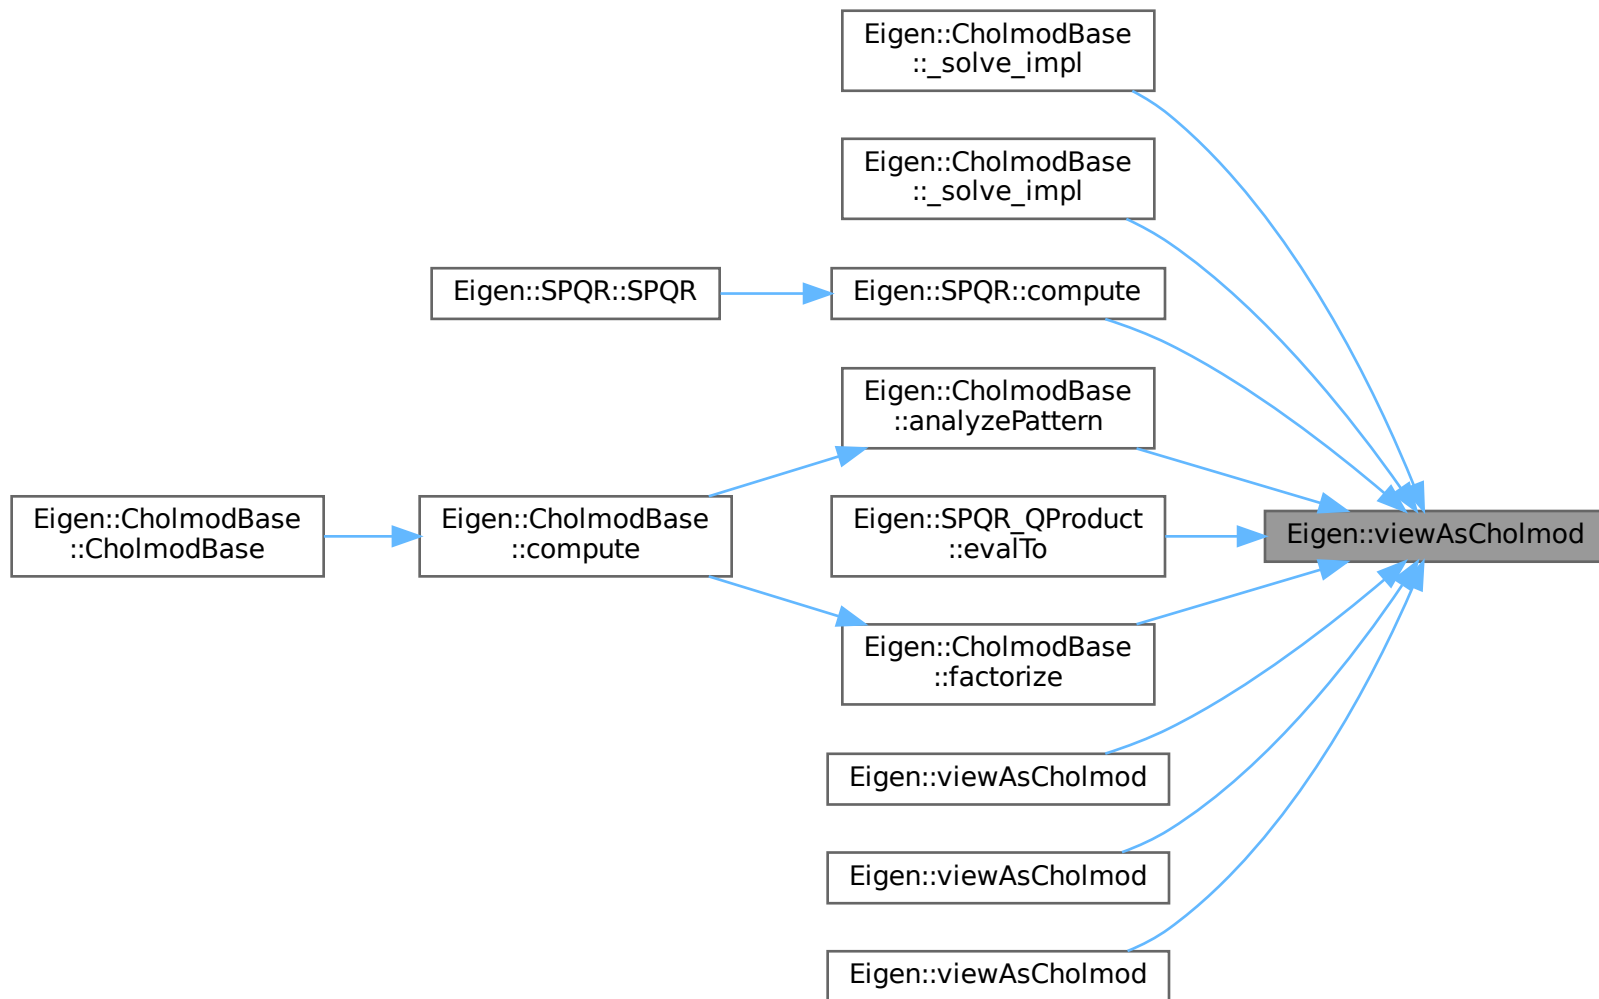 Eigen::CholmodBase
::_solve_impl
Eigen::CholmodBase
::_solve_impl
Eigen::SPQR::SPQR
Eigen::SPQR::compute
Eigen::CholmodBase
::analyzePattern
Eigen::CholmodBase
::CholmodBase
Eigen::CholmodBase
::compute
Eigen::SPQR_QProduct
::evalTo
Eigen::viewAsCholmod
Eigen::CholmodBase
::factorize
Eigen::viewAsCholmod
Eigen::viewAsCholmod
Eigen::viewAsCholmod